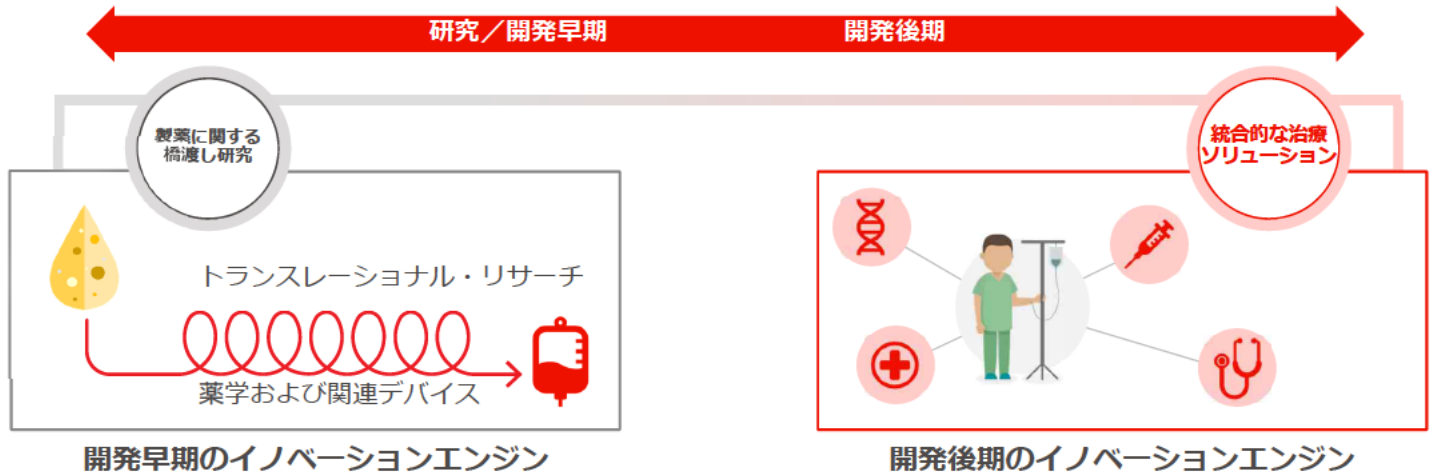 研究／開発早期
開発後期
製薬に関する
橋渡し研究
統合的な治療
ソリューション
トランスレーショナル・リサーチ
薬学および関連デバイス
開発早期のイノベーションエンジン
開発後期のイノベーションエンジン